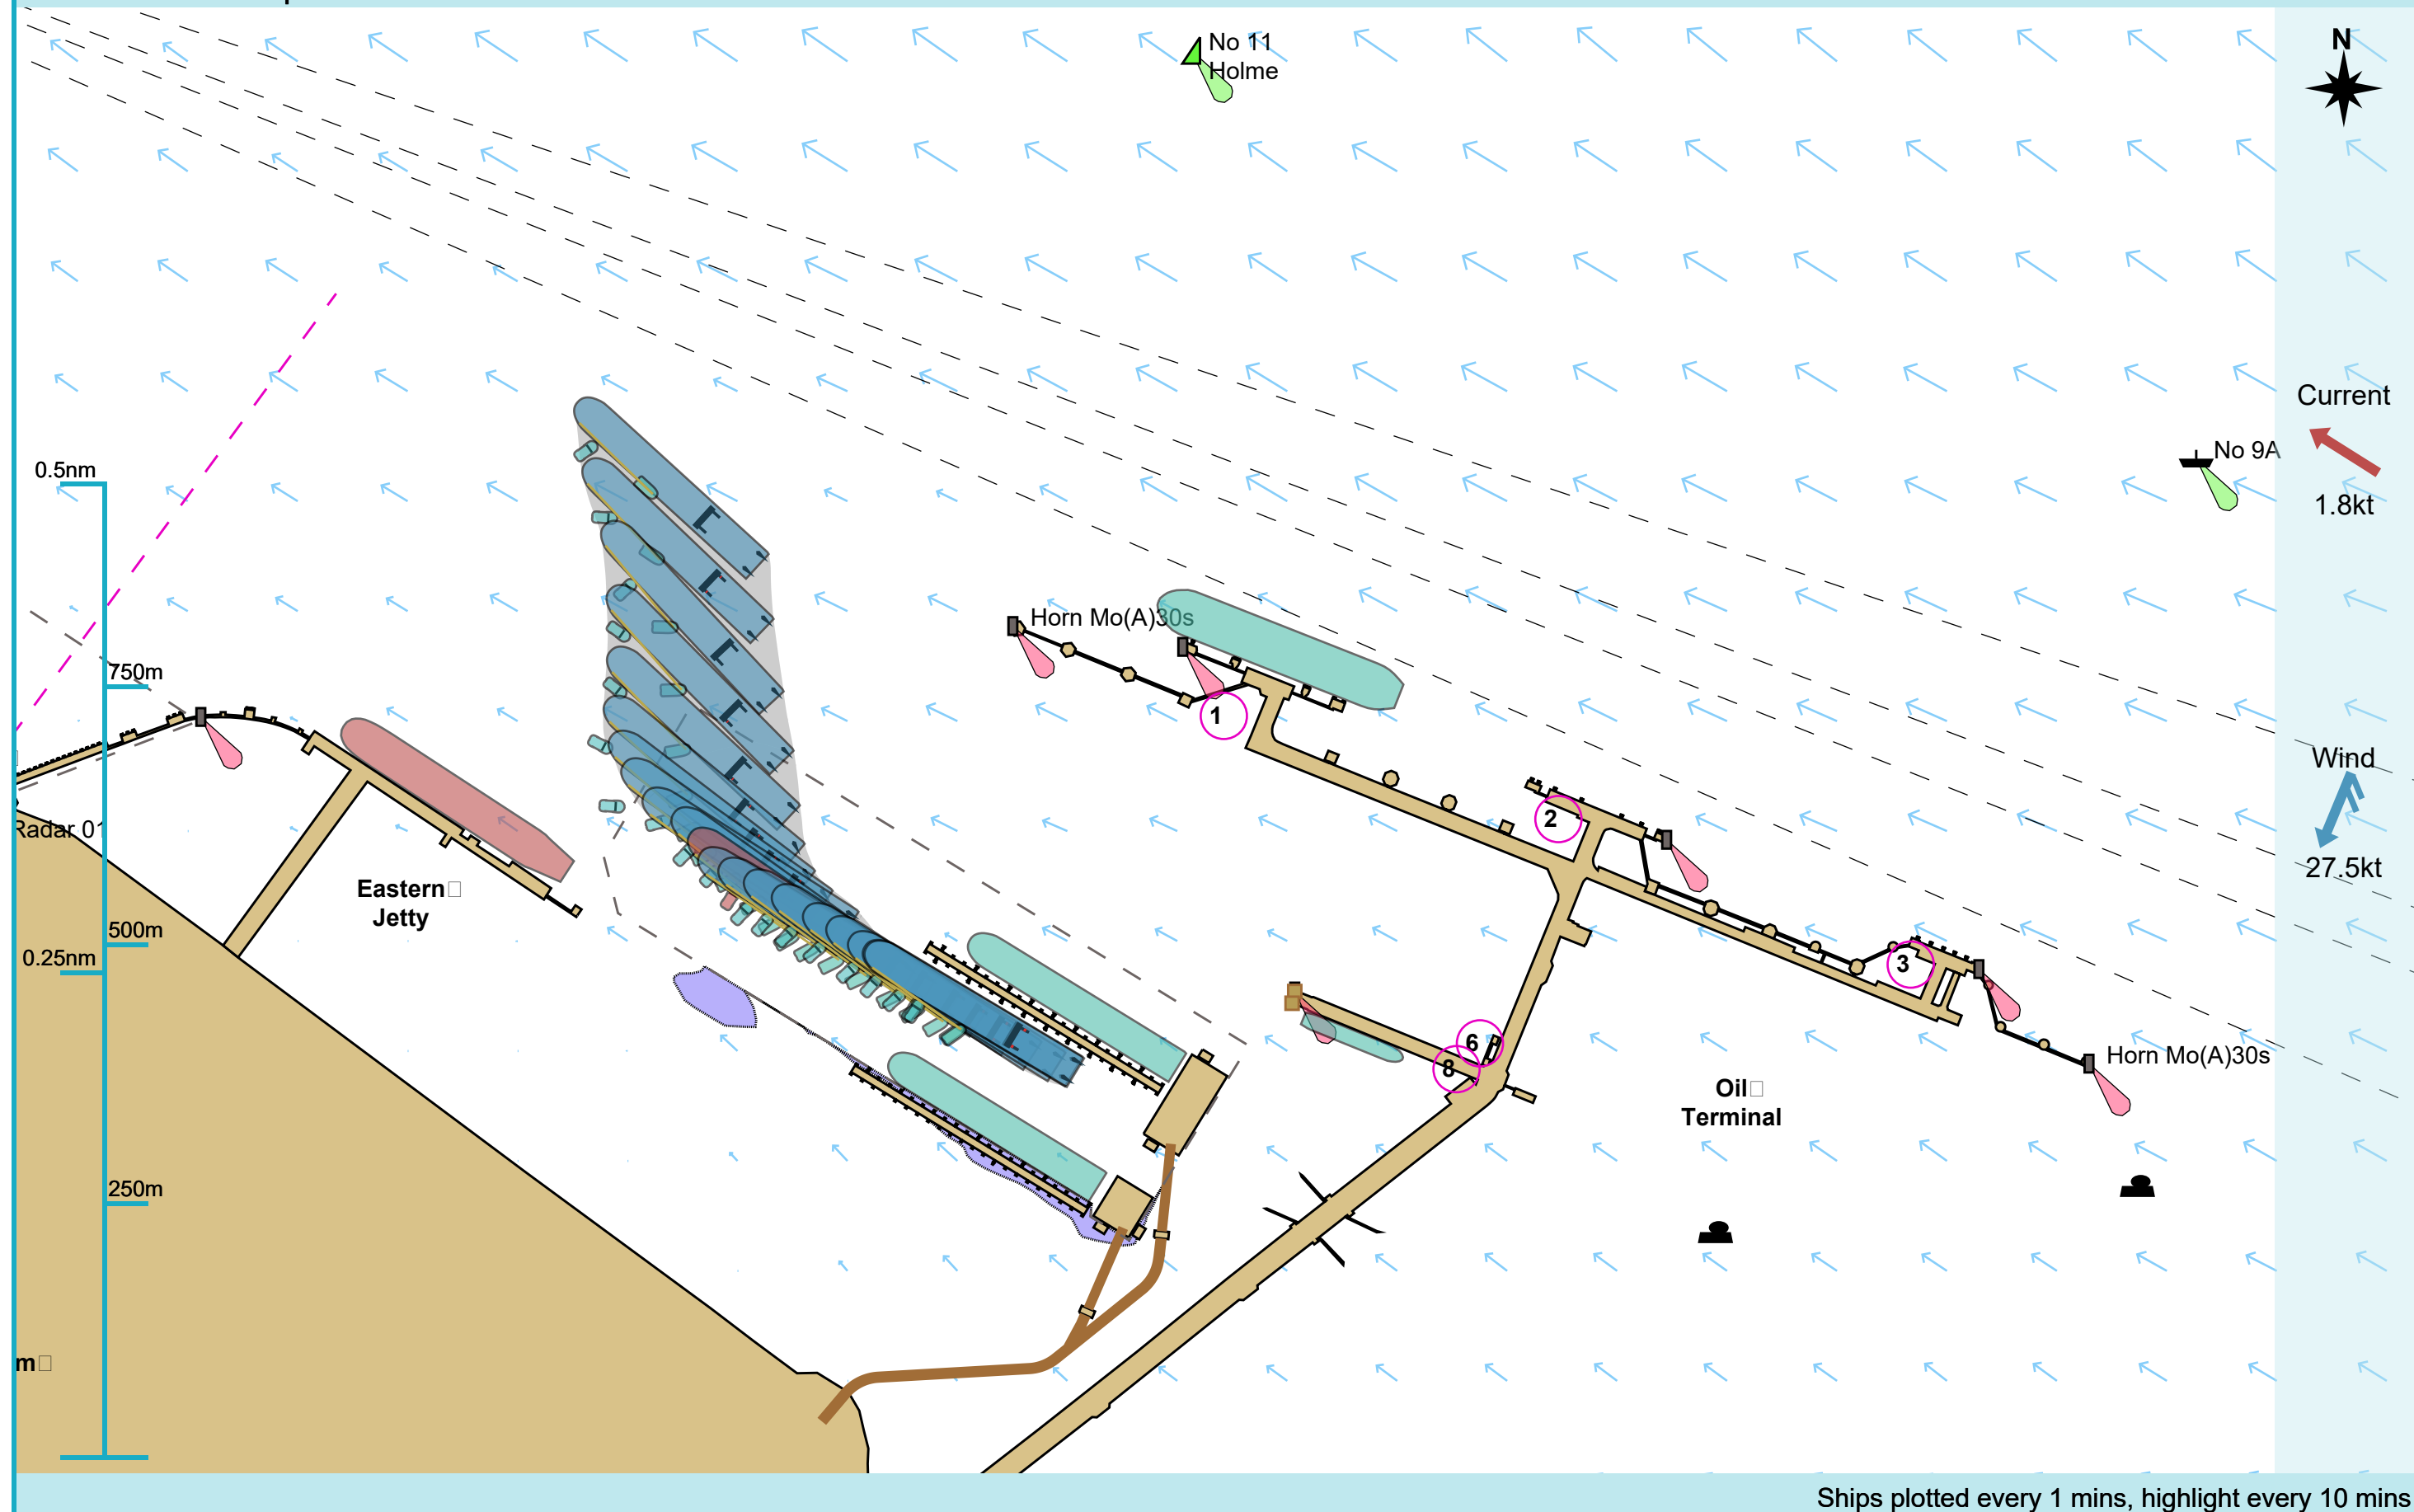 No 11
Holme
N
Current
1.8kt
No 9A
0.5nm
Horn Mo(A)30s
750m
1
Wind
27.5kt
2
Radar 01
Eastern
Jetty
500m
0.25nm
3
6
8
Horn Mo(A)30s
Oil
Terminal
250m
m
Ships plotted every 1 mins, highlight every 10 mins